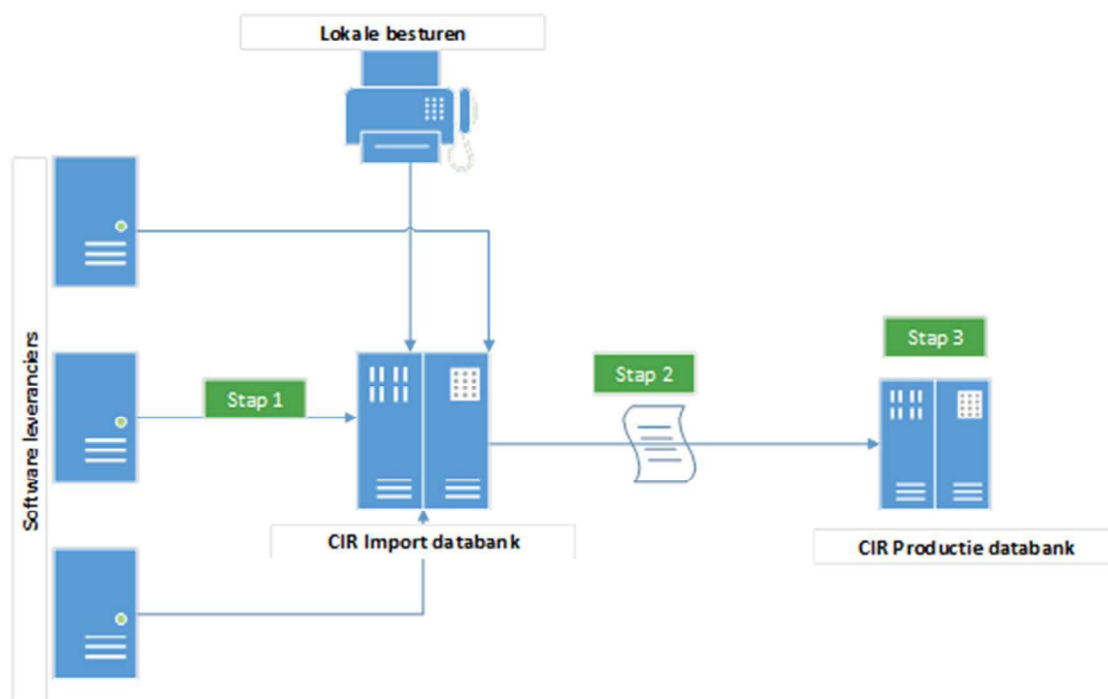 Lokale besturen
Software leveranciers
Stap 1
Stap 2
Stap 3
CIR Import databank
CIR Productie databank